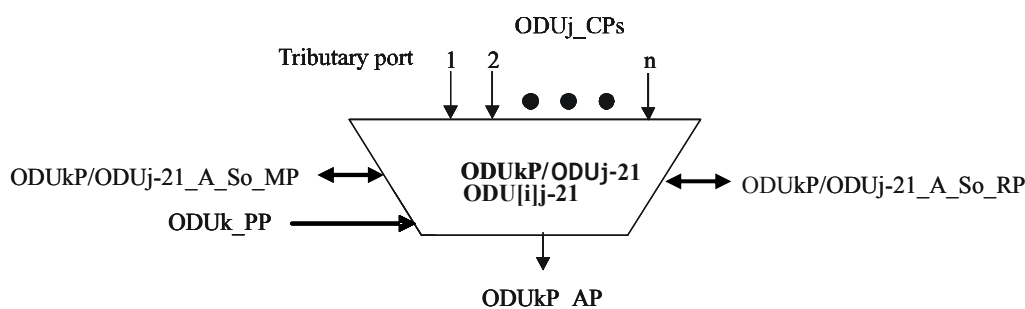 ODUj_CPs
Tributary port 1 2 n
ODUkP/ODUj-21
ODUkP/ODUj-21_A_So_MP
ODU[i]j-21
ODUkP/ODUj-21_A_So_RP
ODUk_PP
ODUkP_AP